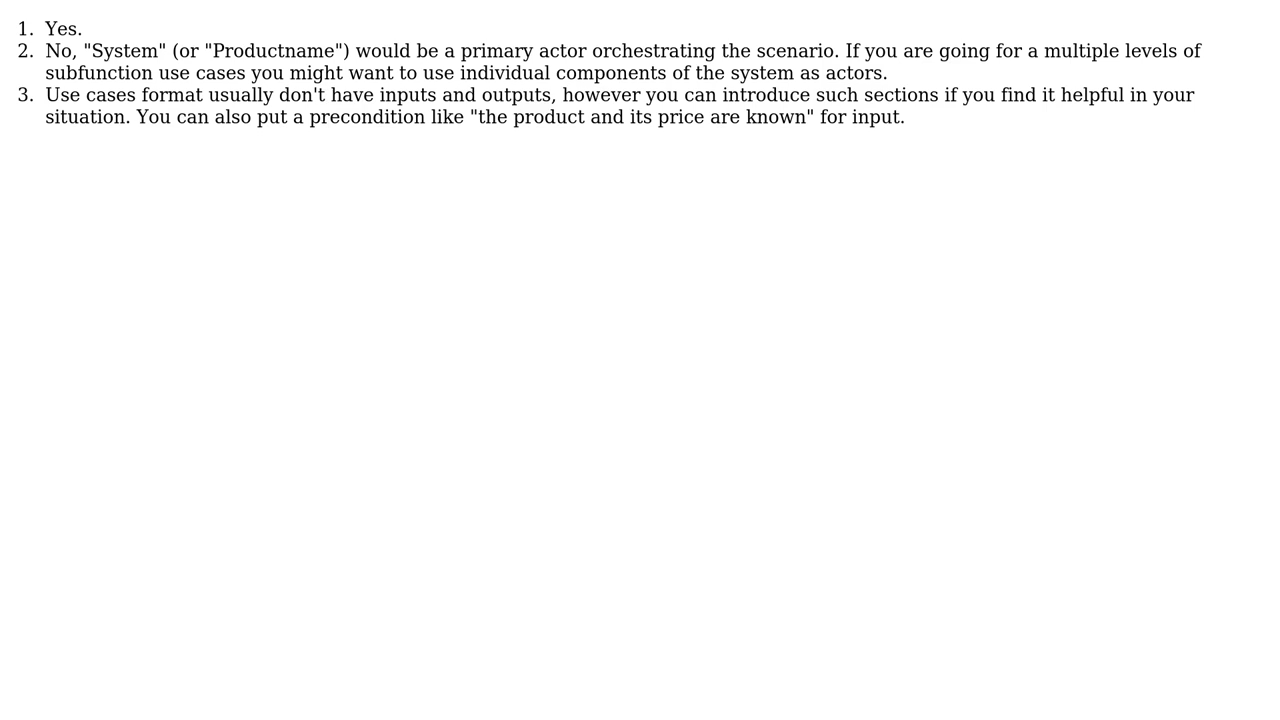 1. Yes.
2. No, "System" (or "Productname") would be a primary actor orchestrating the scenario. If you are going for a multiple levels of
subfunction use cases you might want to use individual components of the system as actors.
3. Use cases format usually don't have inputs and outputs, however you can introduce such sections if you find it helpful in your
situation. You can also put a precondition like "the product and its price are known" for input.